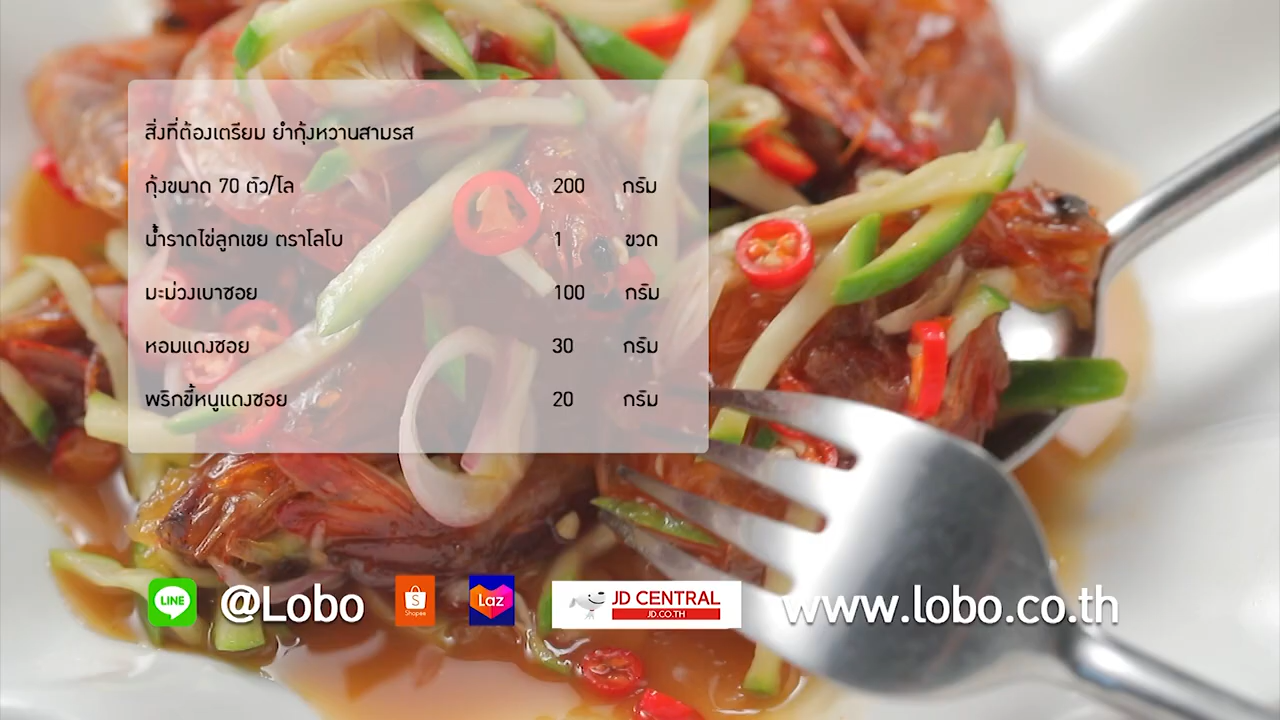 สิ่งที่ต้องเตรียม ยำกุ้งหวานสามรส
กุ้งขนาด 70 ตัว/โล 200 กรัม
น้ำราดไข่ลูกเขย ตราโลโบ 1 ขวด
มะม่วงเบาซอย 100 กรัม
หอมแดงซอย 30 กรัม
พริกขี้หนูแดงซอย 20 กรัม
LINE @Lobo Shopee Laz JD CENTRAL www.lobo.co.th
JD.CO.TH